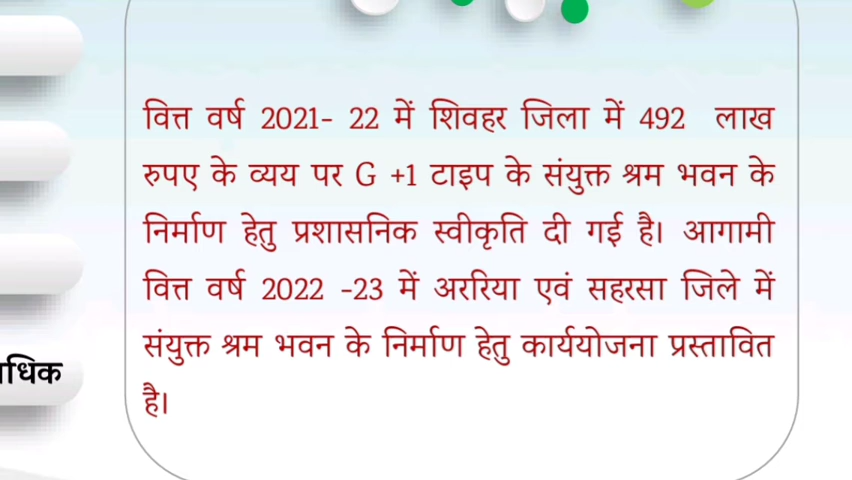 वित्त वर्ष 2021- 22 में शिवहर जिला में 492 लाख
रुपए के व्यय पर G +1 टाइप के संयुक्त श्रम भवन के
निर्माण हेतु प्रशासनिक स्वीकृति दी गई है। आगामी
वित्त वर्ष 2022 -23 में अररिया एवं सहरसा जिले में
संयुक्त श्रम भवन के निर्माण हेतु कार्ययोजना प्रस्तावित
है।